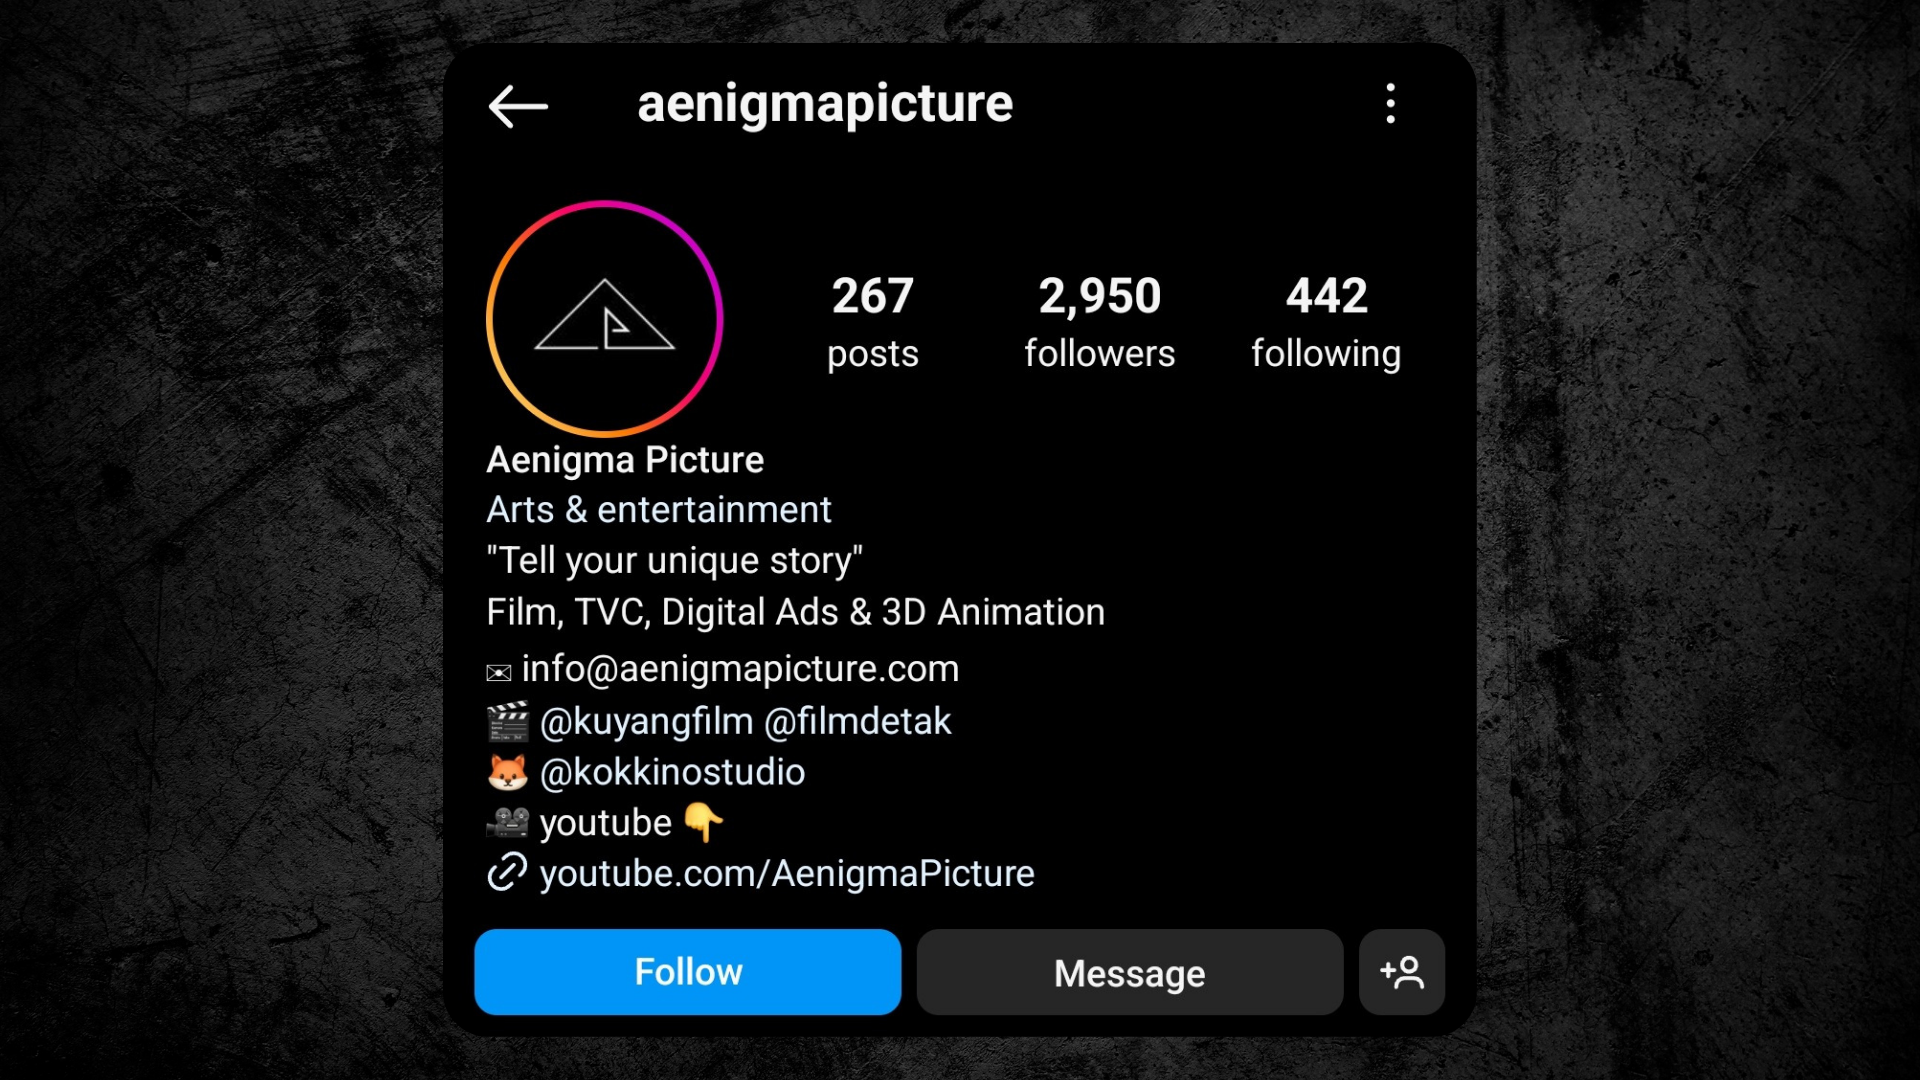 aenigmapicture
267 2,950 442
posts followers following
Aenigma Picture
Arts & entertainment
"Tell your unique story"
Film, TVC, Digital Ads & 3D Animation
✉ info@aenigmapicture.com
🎬 @kuyangfilm @filmdetak
🦊 @kokkinostudio
🎥 youtube 👇
youtube.com/AenigmaPicture
Follow Message